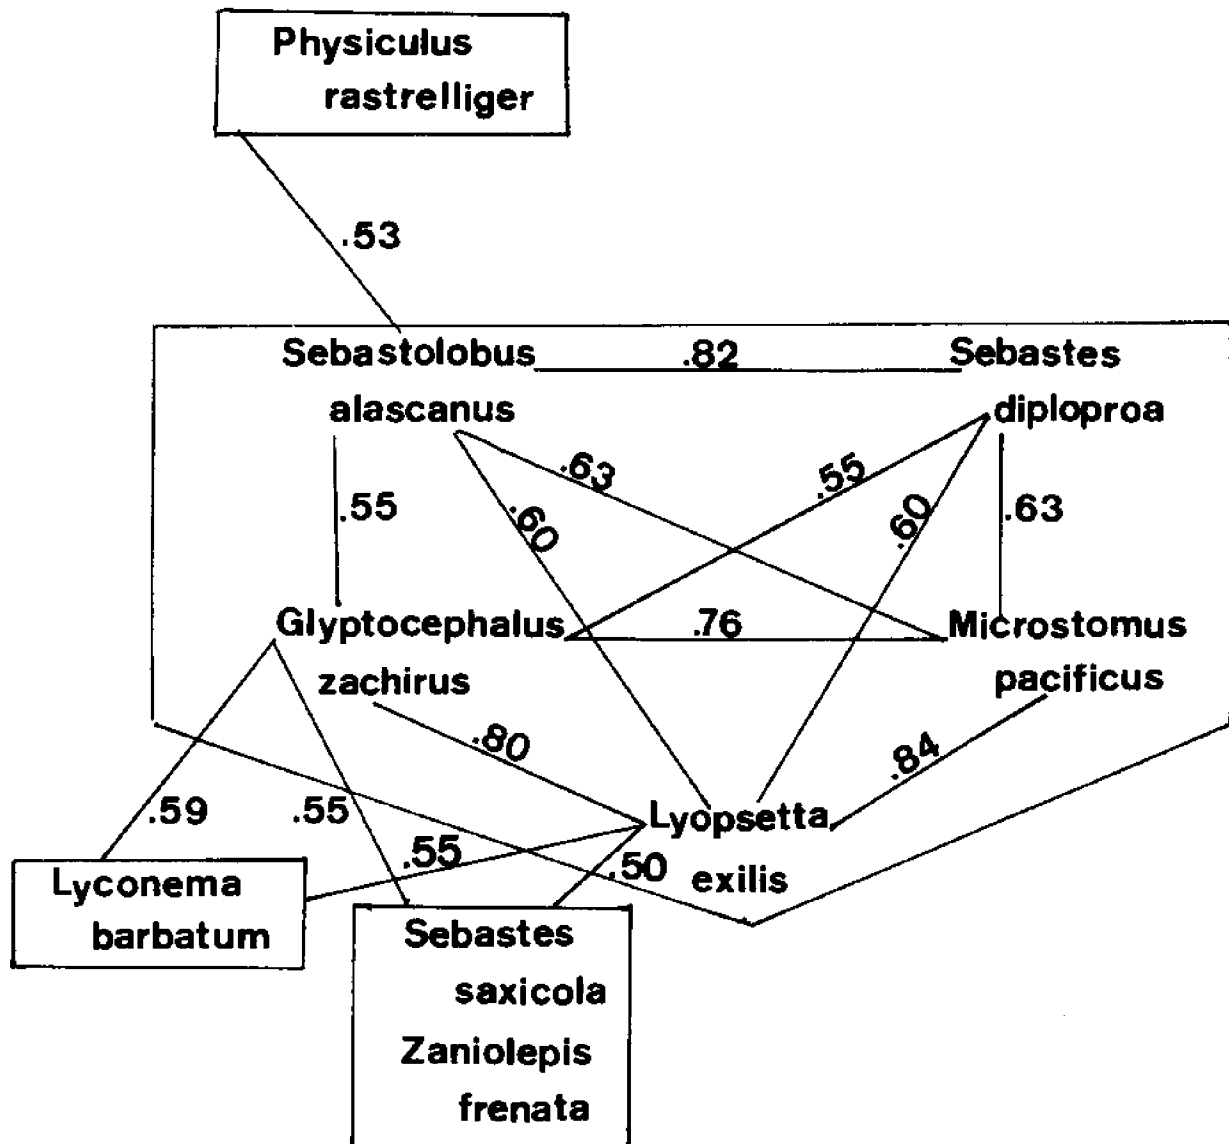 Physiculus
rastrelliger
.53
Sebastolobus .82 Sebastes
alascanus diploproa
.63 .55
.55 .60 .60 .63
Glyptocephalus .76 Microstomus
zachirus pacificus
.80 .84
.59 .55 Lyopsetta
.55 .50 exilis
Lyconema
barbatum
Sebastes
saxicola
Zaniolepis
frenata